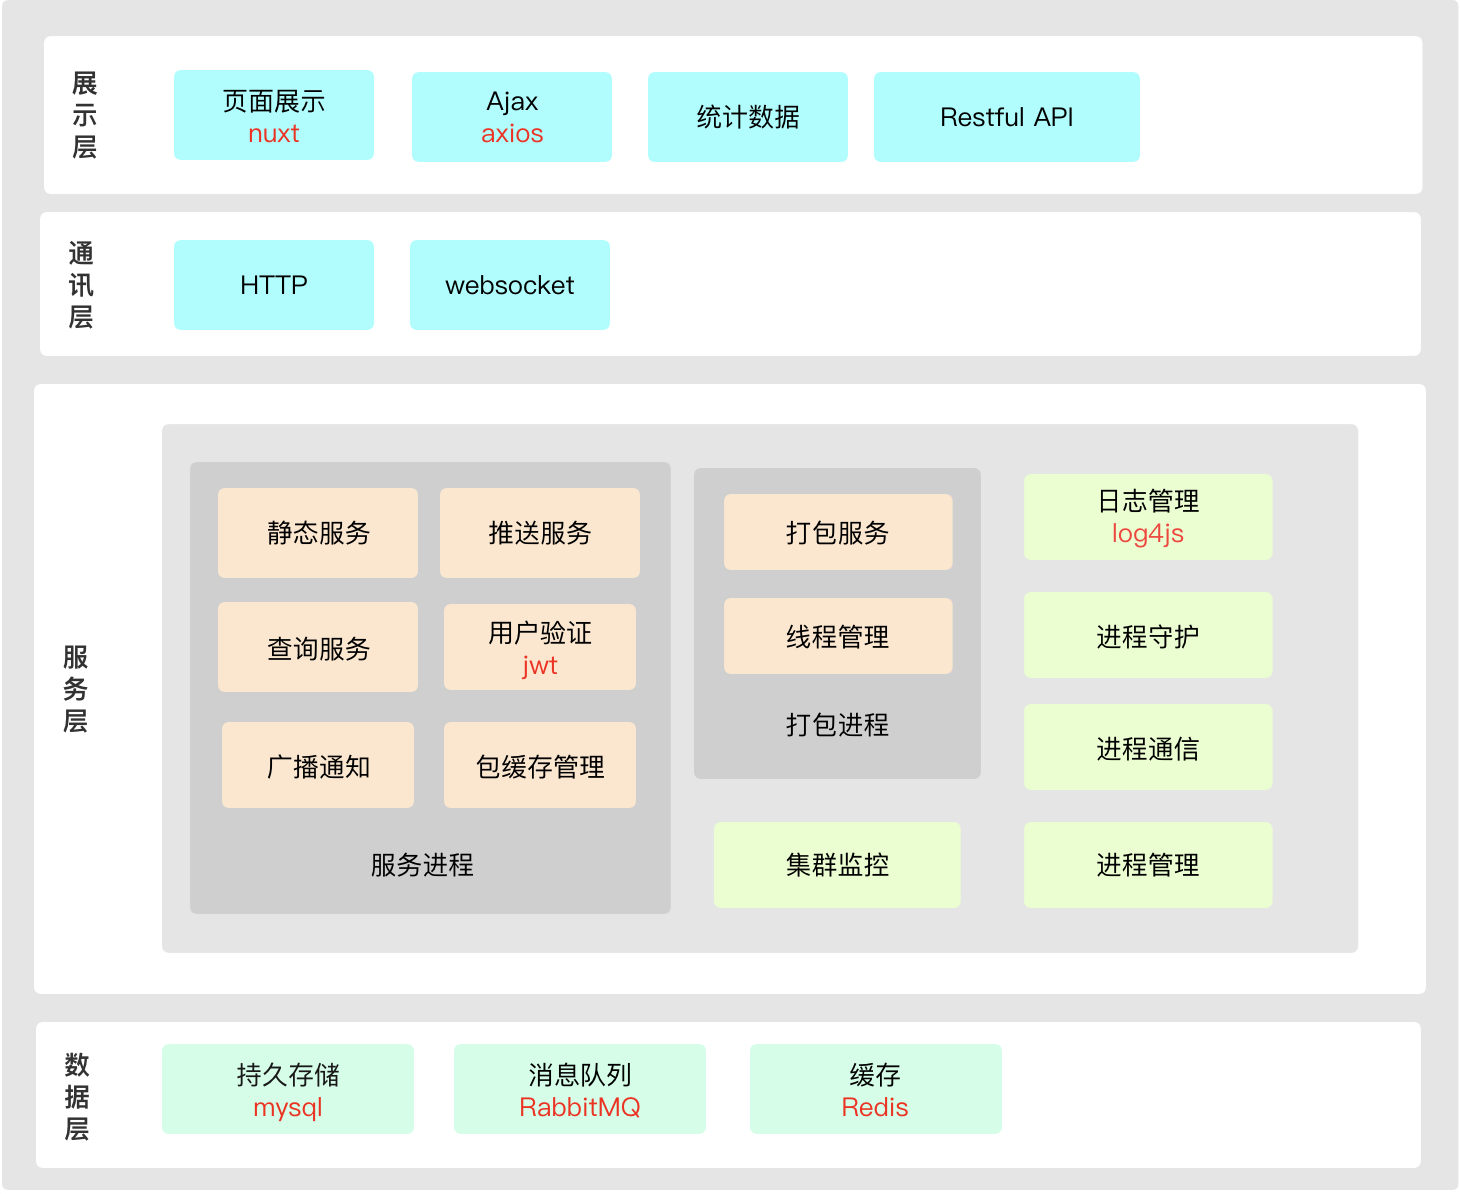 展示层
页面展示
nuxt
Ajax
axios
统计数据
Restful API
通讯层
HTTP
websocket
服务层
静态服务
推送服务
查询服务
用户验证
jwt
广播通知
包缓存管理
服务进程
打包服务
线程管理
打包进程
集群监控
日志管理
log4js
进程守护
进程通信
进程管理
数据层
持久存储
mysql
消息队列
RabbitMQ
缓存
Redis